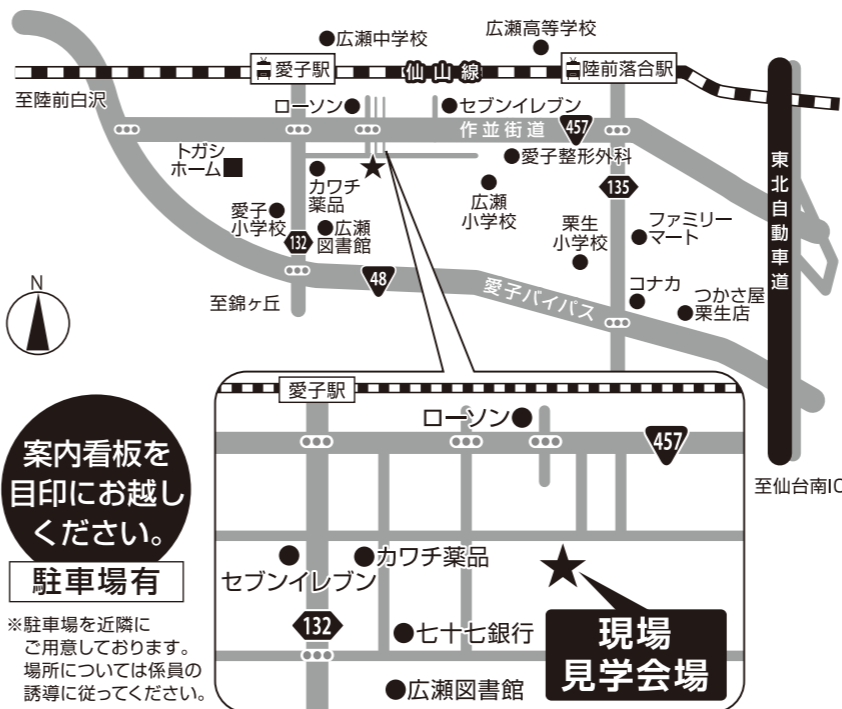 広瀬中学校
広瀬高等学校
愛子駅
仙山線
陸前落合駅
至陸前白沢
ローソン
セブンイレブン
作並街道
457
トガシ
ホーム
カワチ
薬品
愛子整形外科
135
東北自動車道
愛子
小学校
広瀬
図書館
132
広瀬
小学校
栗生
小学校
ファミリー
マート
N
至錦ヶ丘
48
愛子バイパス
コナカ
つかさ屋
栗生店
至仙台南IC
案内看板を
目印にお越し
ください。
駐車場有
※駐車場を近隣に
ご用意しております。
場所については係員の
誘導に従ってください。
愛子駅
ローソン
457
セブンイレブン
カワチ薬品
132
七十七銀行
現場
見学会場
広瀬図書館